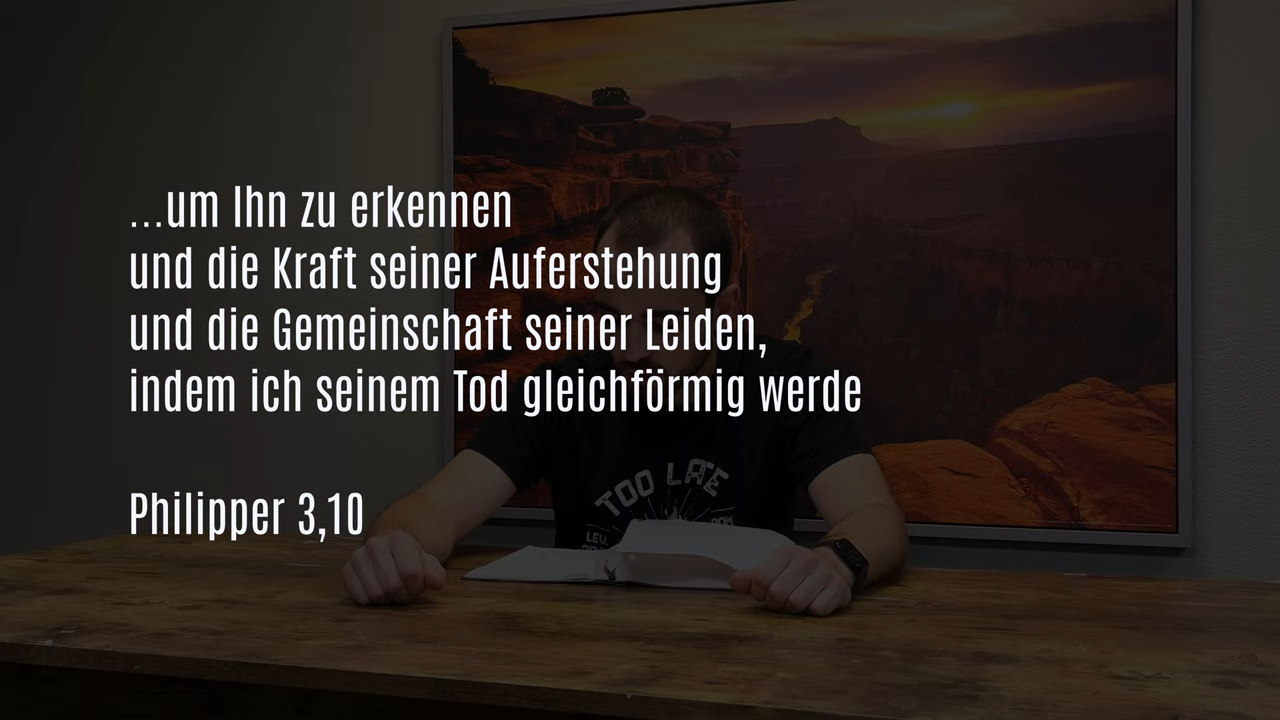 ...um Ihn zu erkennen
und die Kraft seiner Auferstehung
und die Gemeinschaft seiner Leiden,
indem ich seinem Tod gleichförmig werde
Philipper 3,10
TOO LATE